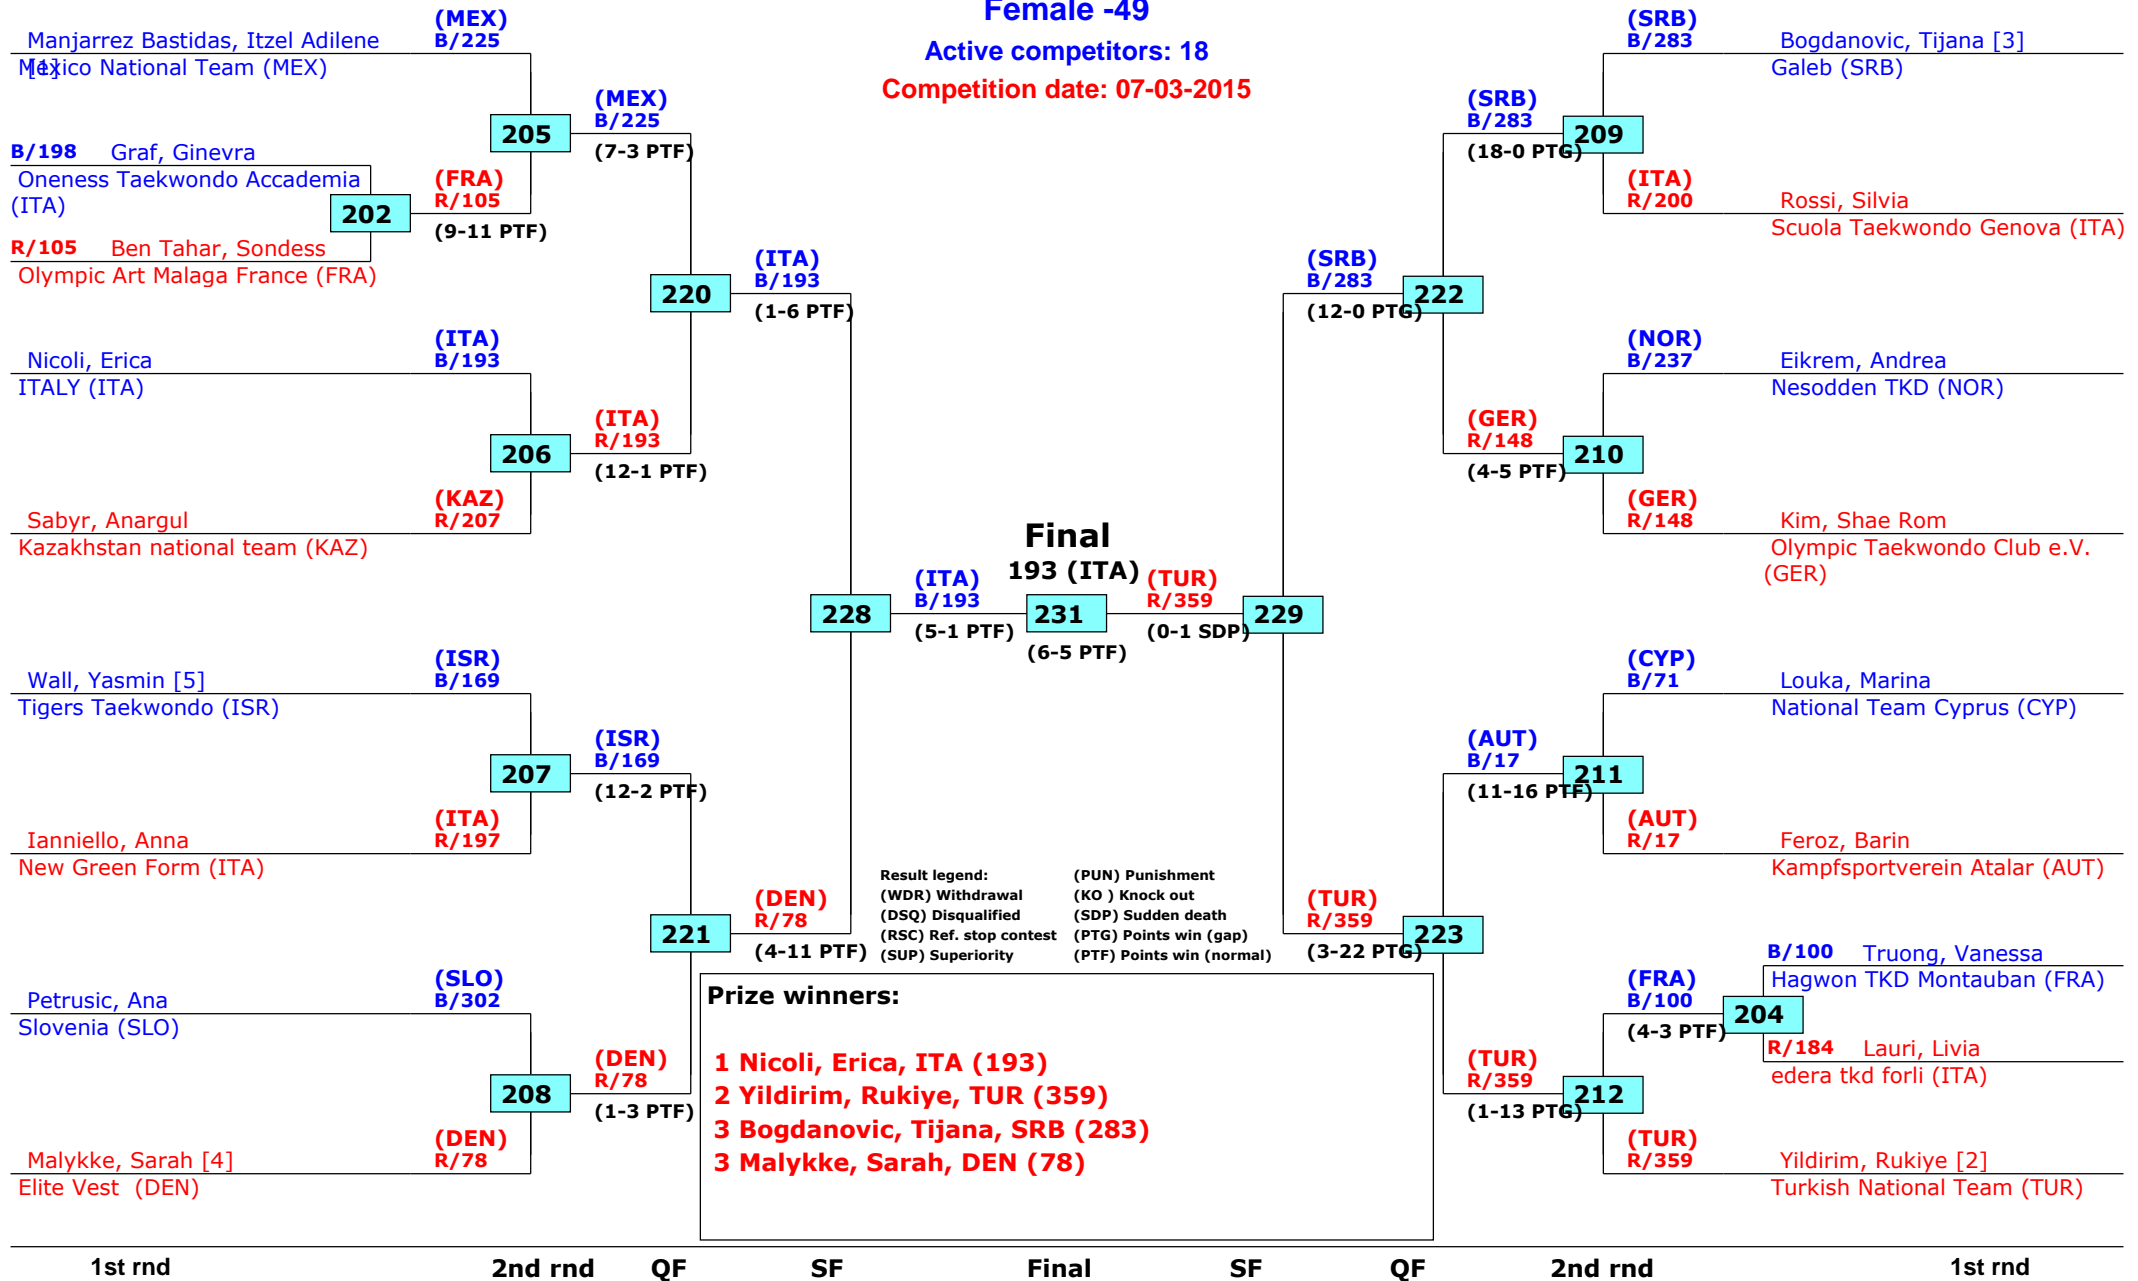 Female -49
Active competitors: 18
Competition date: 07-03-2015
Manjarrez Bastidas, Itzel Adilene
[1]
Mexico National Team (MEX)
(MEX)
B/225
B/198 Graf, Ginevra
Oneness Taekwondo Accademia
(ITA)
202
R/105 Ben Tahar, Sondess
Olympic Art Malaga France (FRA)
(FRA)
R/105
(9-11 PTF)
205
(MEX)
B/225
(7-3 PTF)
Nicoli, Erica
ITALY (ITA)
(ITA)
B/193
206
(ITA)
R/193
(12-1 PTF)
Sabyr, Anargul
Kazakhstan national team (KAZ)
(KAZ)
R/207
220
(ITA)
B/193
(1-6 PTF)
Wall, Yasmin [5]
Tigers Taekwondo (ISR)
(ISR)
B/169
207
(ISR)
B/169
(12-2 PTF)
Ianniello, Anna
New Green Form (ITA)
(ITA)
R/197
221
(DEN)
R/78
(4-11 PTF)
Petrusic, Ana
Slovenia (SLO)
(SLO)
B/302
208
(DEN)
R/78
(1-3 PTF)
Malykke, Sarah [4]
Elite Vest (DEN)
(DEN)
R/78
228
(ITA)
B/193
(5-1 PTF)
Final
193 (ITA)
231
(6-5 PTF)
(TUR)
R/359
(0-1 SDP)
229
(SRB)
B/283
Bogdanovic, Tijana [3]
Galeb (SRB)
(SRB)
B/283
(18-0 PTG)
209
(ITA)
R/200
Rossi, Silvia
Scuola Taekwondo Genova (ITA)
(SRB)
B/283
(12-0 PTG)
222
(NOR)
B/237
Eikrem, Andrea
Nesodden TKD (NOR)
(GER)
R/148
(4-5 PTF)
210
(GER)
R/148
Kim, Shae Rom
Olympic Taekwondo Club e.V.
(GER)
(CYP)
B/71
Louka, Marina
National Team Cyprus (CYP)
(AUT)
B/17
(11-16 PTF)
211
(AUT)
R/17
Feroz, Barin
Kampfsportverein Atalar (AUT)
(TUR)
R/359
(3-22 PTG)
223
B/100 Truong, Vanessa
Hagwon TKD Montauban (FRA)
(FRA)
B/100
(4-3 PTF)
204
R/184 Lauri, Livia
edera tkd forli (ITA)
(TUR)
R/359
(1-13 PTG)
212
(TUR)
R/359
Yildirim, Rukiye [2]
Turkish National Team (TUR)
Result legend: (PUN) Punishment
(WDR) Withdrawal (KO ) Knock out
(DSQ) Disqualified (SDP) Sudden death
(RSC) Ref. stop contest (PTG) Points win (gap)
(SUP) Superiority (PTF) Points win (normal)
Prize winners:
1 Nicoli, Erica, ITA (193)
2 Yildirim, Rukiye, TUR (359)
3 Bogdanovic, Tijana, SRB (283)
3 Malykke, Sarah, DEN (78)
1st rnd 2nd rnd QF SF Final SF QF 2nd rnd 1st rnd